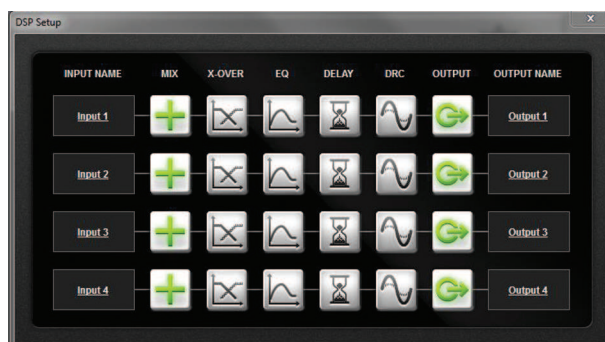 DSP Setup
x
INPUT NAME MIX X-OVER EQ DELAY DRC OUTPUT OUTPUT NAME
Input 1 Output 1
Input 2 Output 2
Input 3 Output 3
Input 4 Output 4